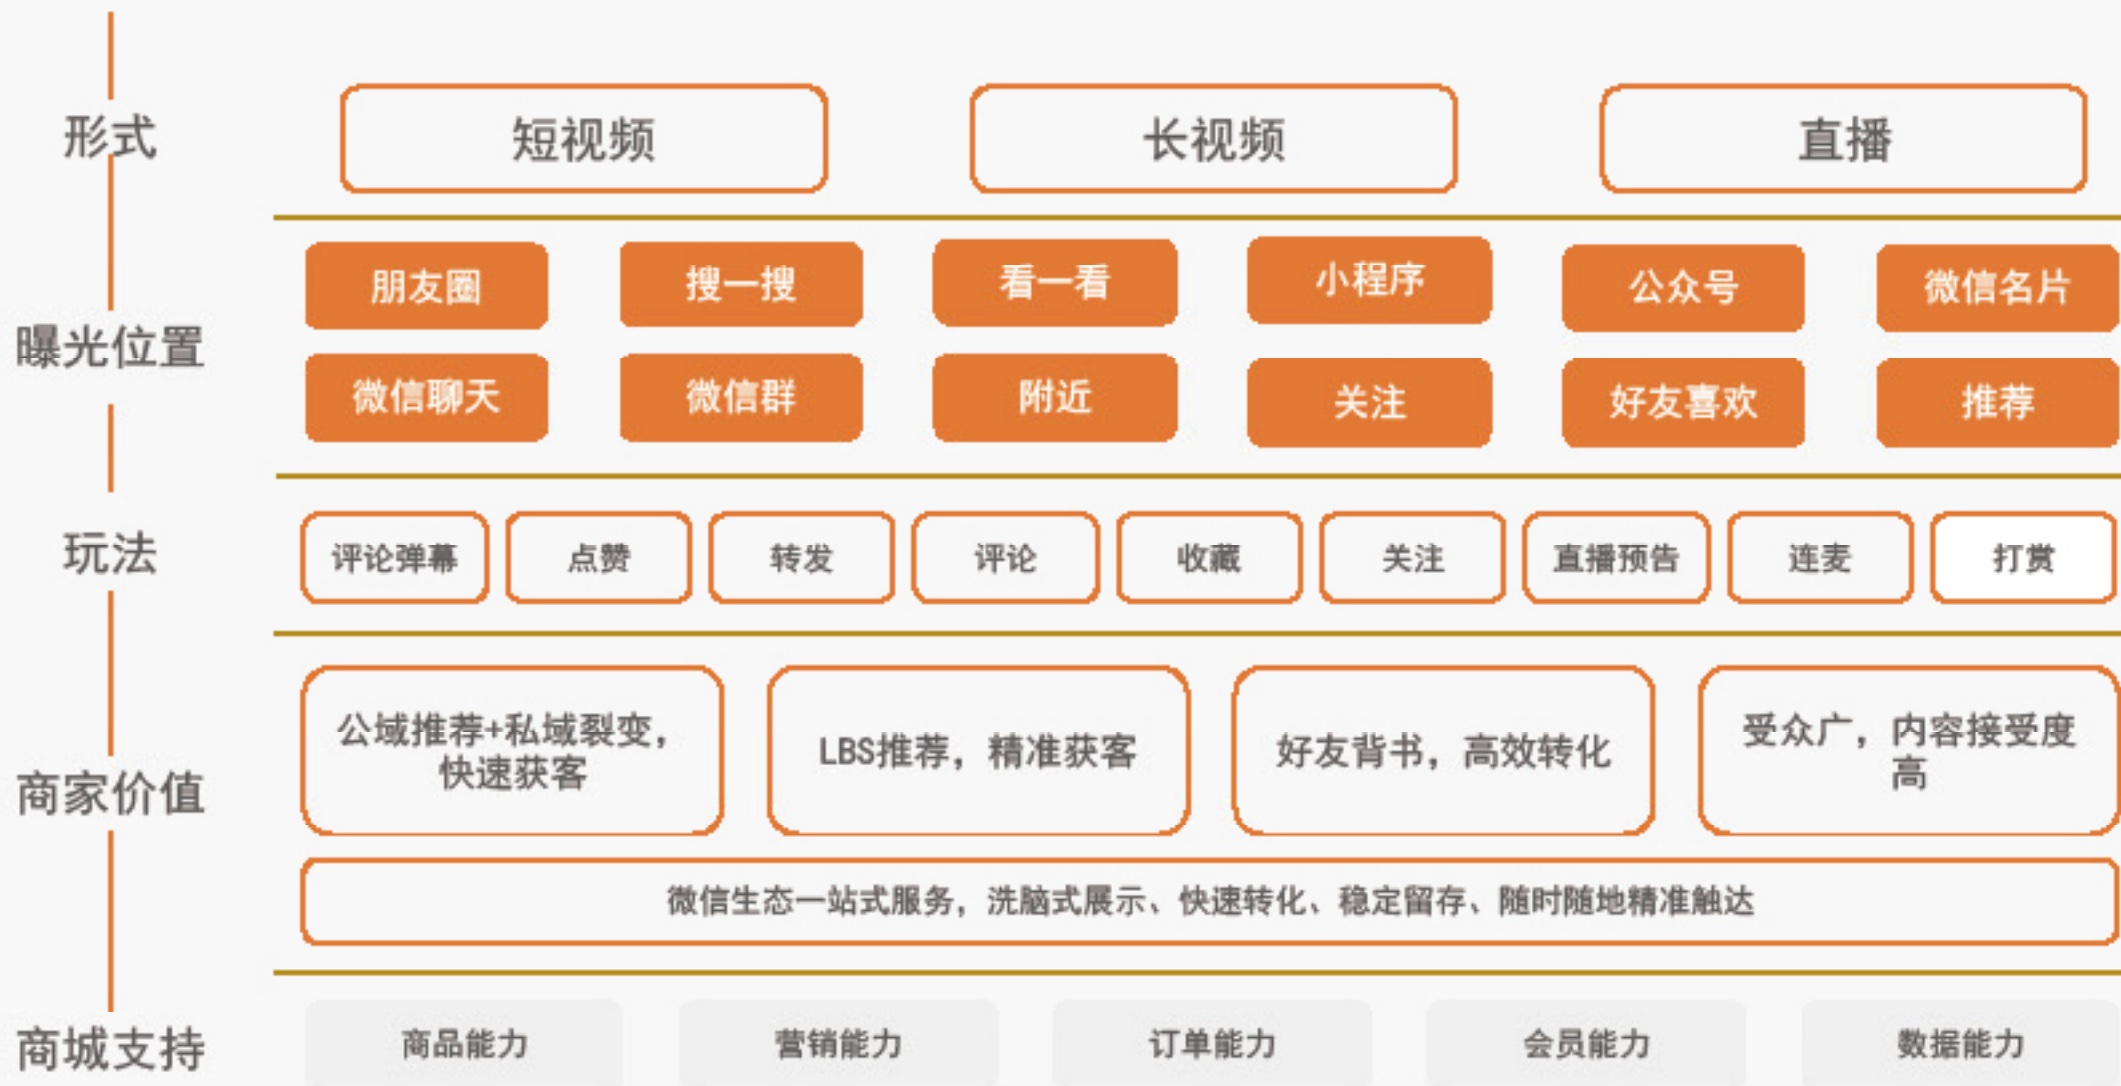 形式
短视频
长视频
直播
曝光位置
朋友圈
搜一搜
看一看
小程序
公众号
微信名片
微信聊天
微信群
附近
关注
好友喜欢
推荐
玩法
评论弹幕
点赞
转发
评论
收藏
关注
直播预告
连麦
打赏
商家价值
公域推荐+私域裂变，
快速获客
LBS推荐，精准获客
好友背书，高效转化
受众广，内容接受度
高
微信生态一站式服务，洗脑式展示、快速转化、稳定留存、随时随地精准触达
商城支持
商品能力
营销能力
订单能力
会员能力
数据能力